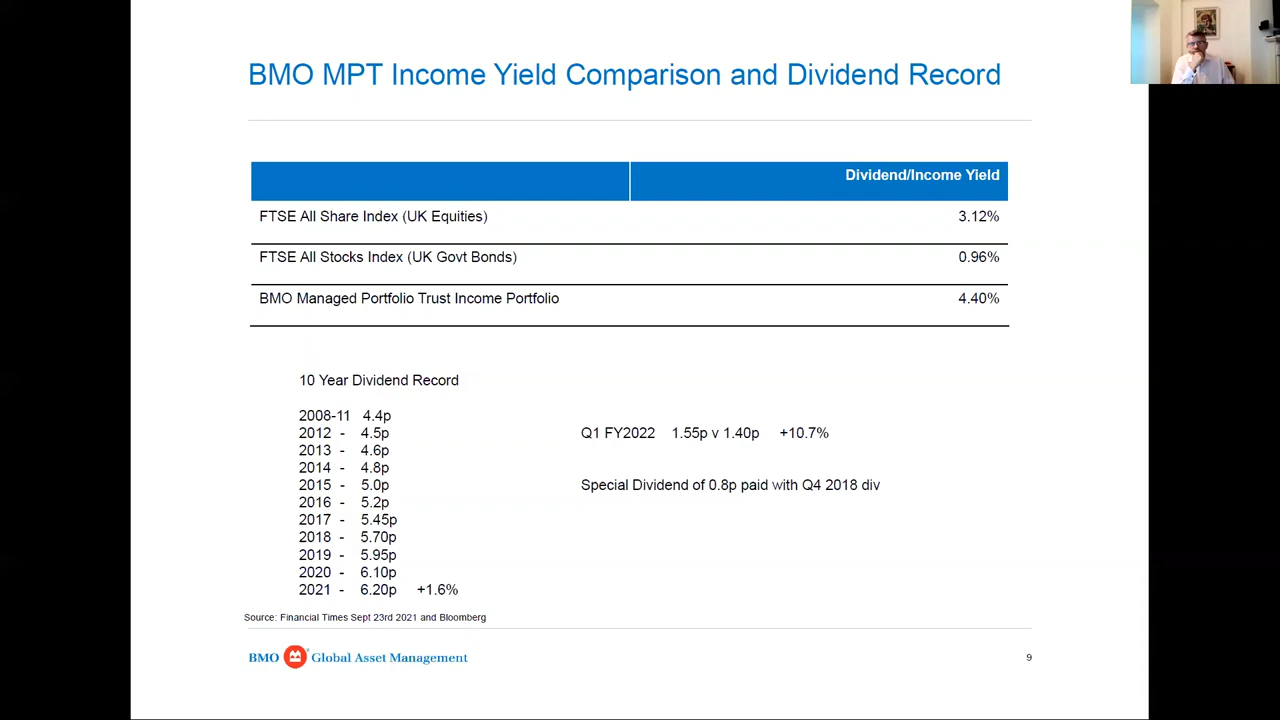 BMO MPT Income Yield Comparison and Dividend Record
Dividend/Income Yield
FTSE All Share Index (UK Equities) 3.12%
FTSE All Stocks Index (UK Govt Bonds) 0.96%
BMO Managed Portfolio Trust Income Portfolio 4.40%
10 Year Dividend Record
2008-11 4.4p
2012 - 4.5p Q1 FY2022 1.55p v 1.40p +10.7%
2013 - 4.6p
2014 - 4.8p
2015 - 5.0p Special Dividend of 0.8p paid with Q4 2018 div
2016 - 5.2p
2017 - 5.45p
2018 - 5.70p
2019 - 5.95p
2020 - 6.10p
2021 - 6.20p +1.6%
Source: Financial Times Sept 23rd 2021 and Bloomberg
BMO Global Asset Management 9